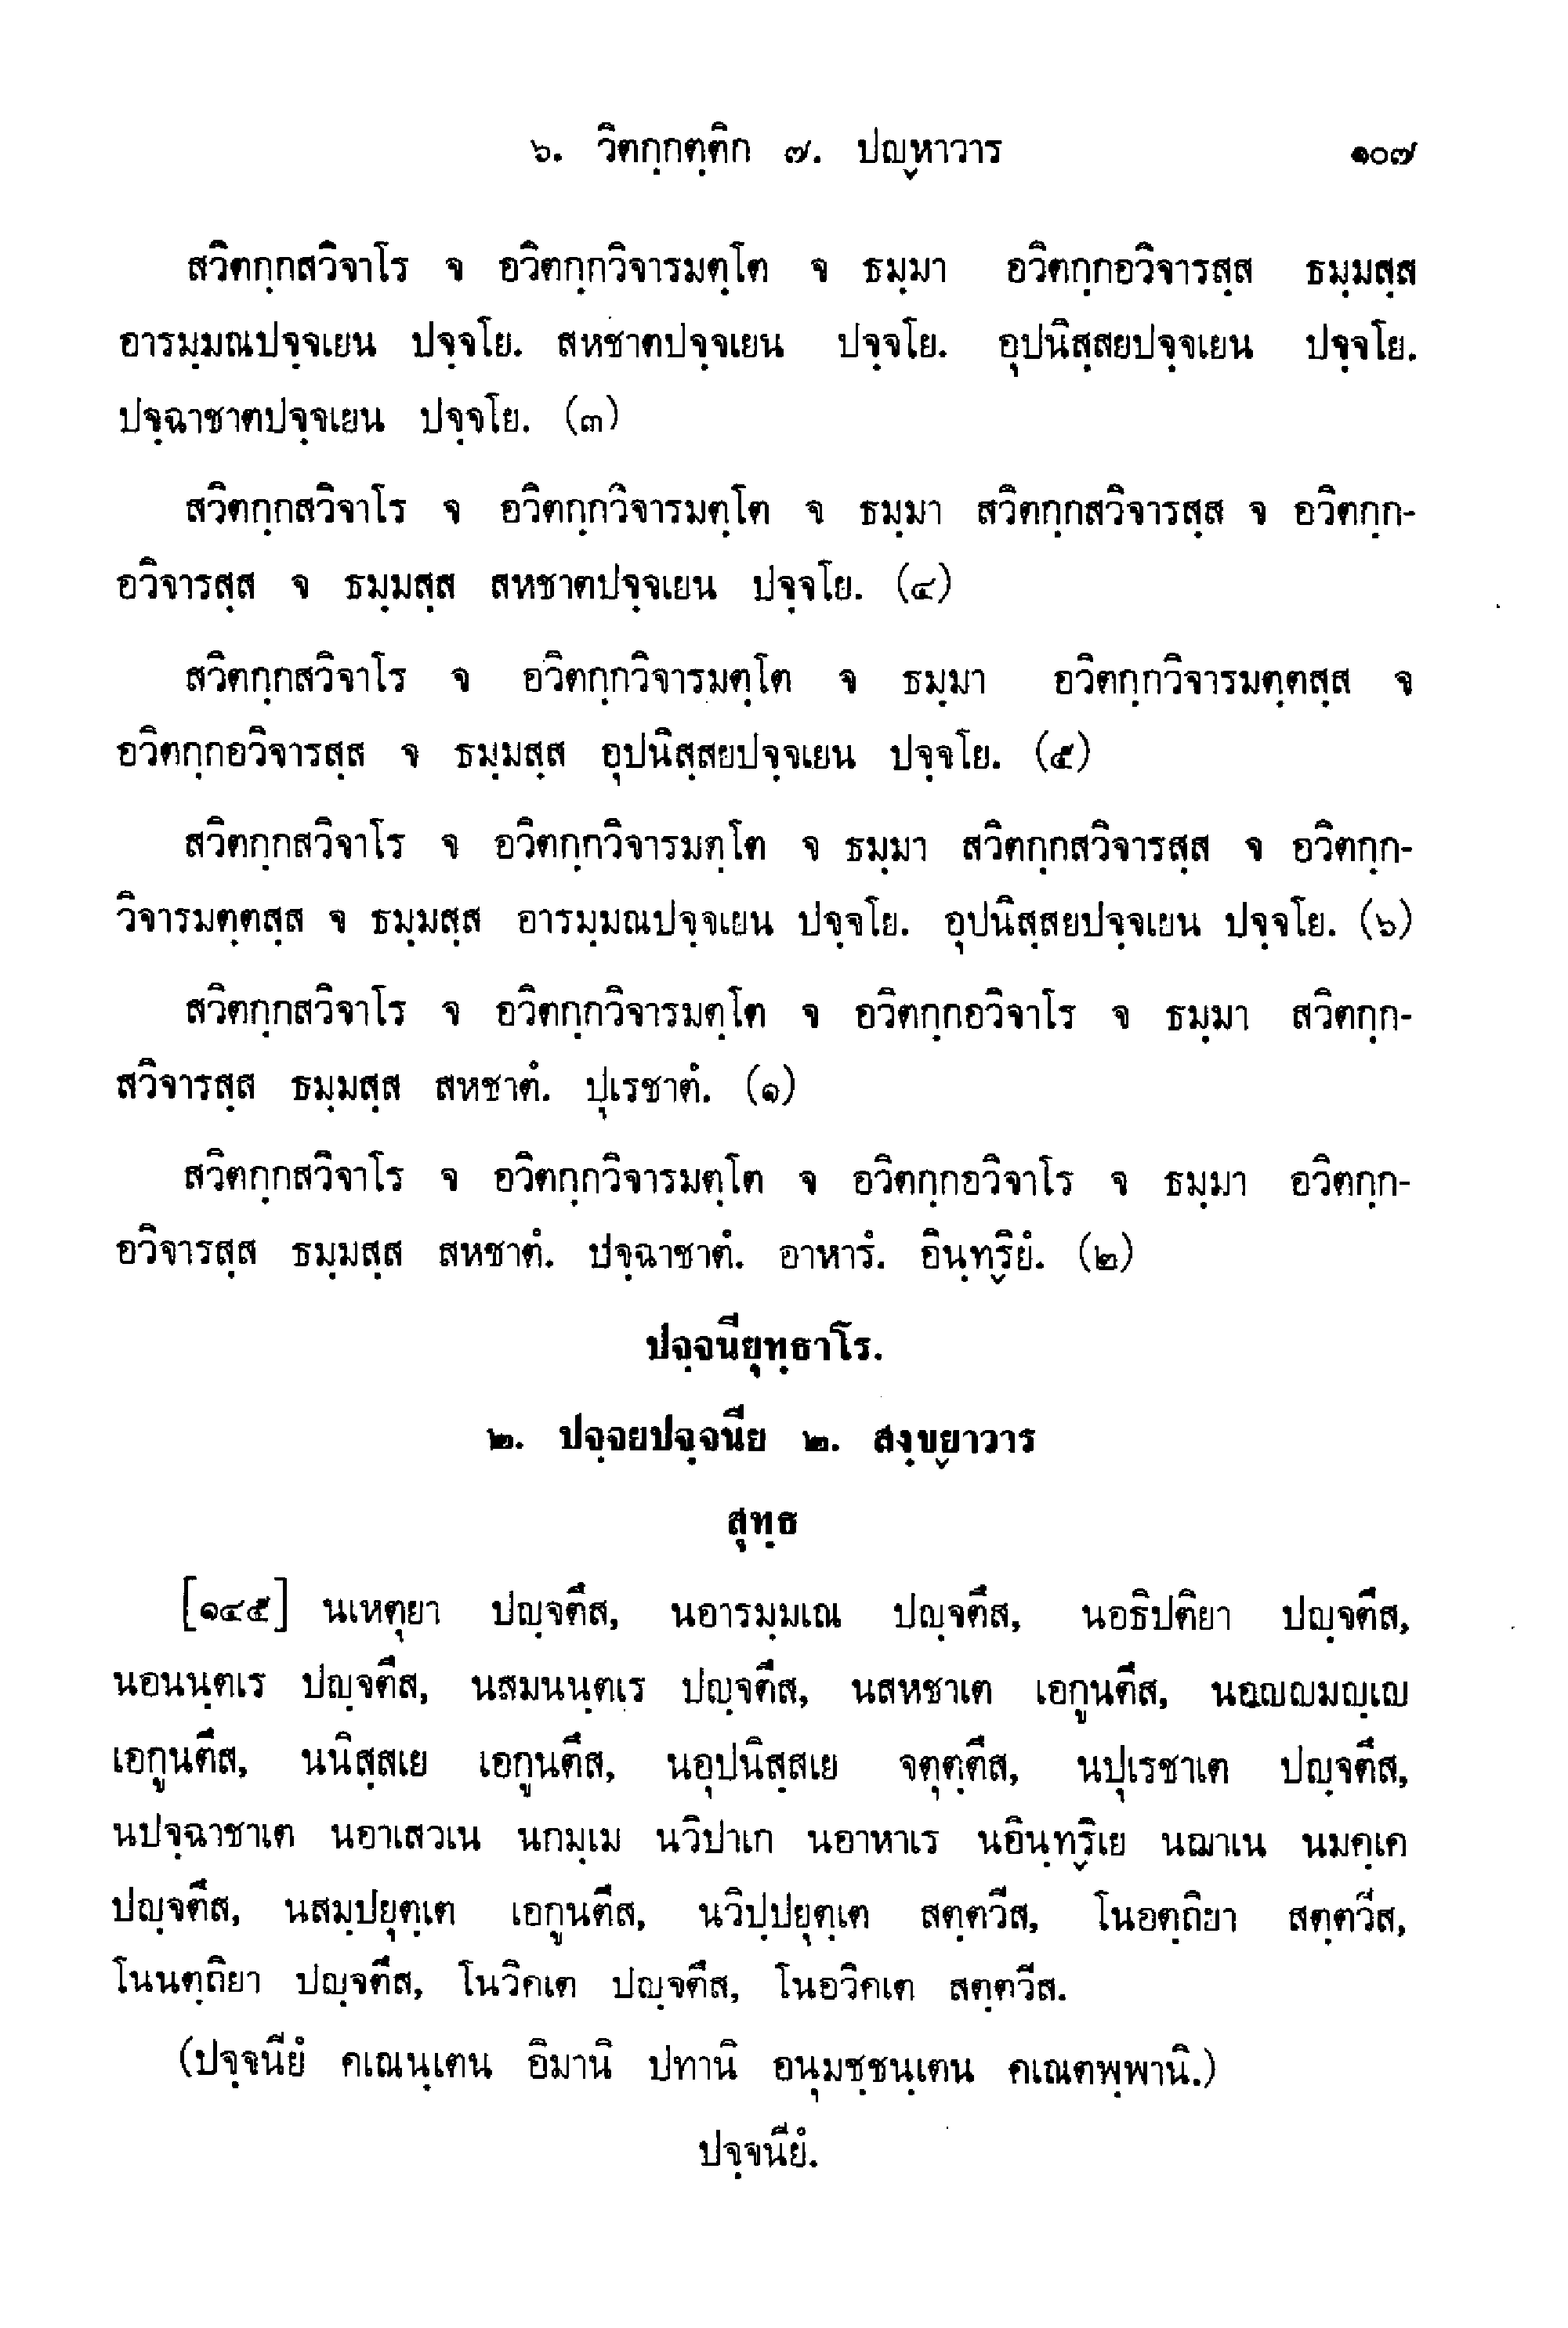 ๖. วิตกฺกตฺติก ๗. ปญฺหาวาร ๑๐๗
สวิตกฺกสวิจาโร จ อวิตกฺกวิจารมตฺโต จ ธมฺมา อวิตกฺกอวิจารสฺส ธมฺมสฺส
อารมฺมณปจฺจเยน ปจฺจโย. สหชาตปจฺจเยน ปจฺจโย. อุปนิสฺสยปจฺจเยน ปจฺจโย.
ปจฺฉาชาตปจฺจเยน ปจฺจโย. (๓)
สวิตกฺกสวิจาโร จ อวิตกฺกวิจารมตฺโต จ ธมฺมา สวิตกฺกสวิจารสฺส จ อวิตกฺก-
อวิจารสฺส จ ธมฺมสฺส สหชาตปจฺจเยน ปจฺจโย. (๔)
สวิตกฺกสวิจาโร จ อวิตกฺกวิจารมตฺโต จ ธมฺมา อวิตกฺกวิจารมตฺตสฺส จ
อวิตกฺกอวิจารสฺส จ ธมฺมสฺส อุปนิสฺสยปจฺจเยน ปจฺจโย. (๕)
สวิตกฺกสวิจาโร จ อวิตกฺกวิจารมตฺโต จ ธมฺมา สวิตกฺกสวิจารสฺส จ อวิตกฺก-
วิจารมตฺตสฺส จ ธมฺมสฺส อารมฺมณปจฺจเยน ปจฺจโย. อุปนิสฺสยปจฺจเยน ปจฺจโย. (๖)
สวิตกฺกสวิจาโร จ อวิตกฺกวิจารมตฺโต จ อวิตกฺกอวิจาโร จ ธมฺมา สวิตกฺก-
สวิจารสฺส ธมฺมสฺส สหชาตํ. ปุเรชาตํ. (๑)
สวิตกฺกสวิจาโร จ อวิตกฺกวิจารมตฺโต จ อวิตกฺกอวิจาโร จ ธมฺมา อวิตกฺก-
อวิจารสฺส ธมฺมสฺส สหชาตํ. ปจฺฉาชาตํ. อาหารํ. อินฺทฺริยํ. (๒)
ปจฺจนียุทฺธาโร.
๒. ปจฺจยปจฺจนีย ๒. สงฺขฺยาวาร
สุทฺธ
[๑๔๕] นเหตุยา ปญฺจตึส, นอารมฺมเณ ปญฺจตึส, นอธิปติยา ปญฺจตึส,
นอนนฺตเร ปญฺจตึส, นสมนนฺตเร ปญฺจตึส, นสหชาเต เอกูนตึส, นอญฺญมญฺเญ
เอกูนตึส, นนิสฺสเย เอกูนตึส, นอุปนิสฺสเย จตุตฺตึส, นปุเรชาเต ปญฺจตึส,
นปจฺฉาชาเต นอาเสวเน นกมฺเม นวิปาเก นอาหาเร นอินฺทฺริเย นฌาเน นมคฺเค
ปญฺจตึส, นสมฺปยุตฺเต เอกูนตึส, นวิปฺปยุตฺเต สตฺตวีส, โนอตฺถิยา สตฺตวีส,
โนนตฺถิยา ปญฺจตึส, โนวิคเต ปญฺจตึส, โนอวิคเต สตฺตวีส.
(ปจฺจนียํ คเณนฺเตน อิมานิ ปทานิ อนุมชฺชนฺเตน คเณตพฺพานิ.)
ปจฺจนียํ.